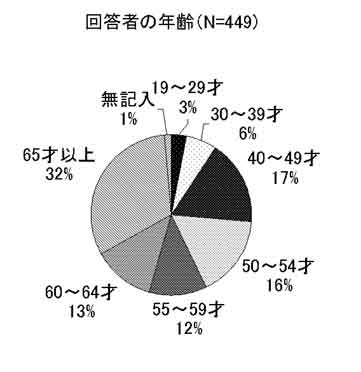 回答者の年齢(N=449)
19～29才
3%
無記入
1%
30～39才
6%
65才以上
32%
40～49才
17%
50～54才
16%
60～64才
13%
55～59才
12%